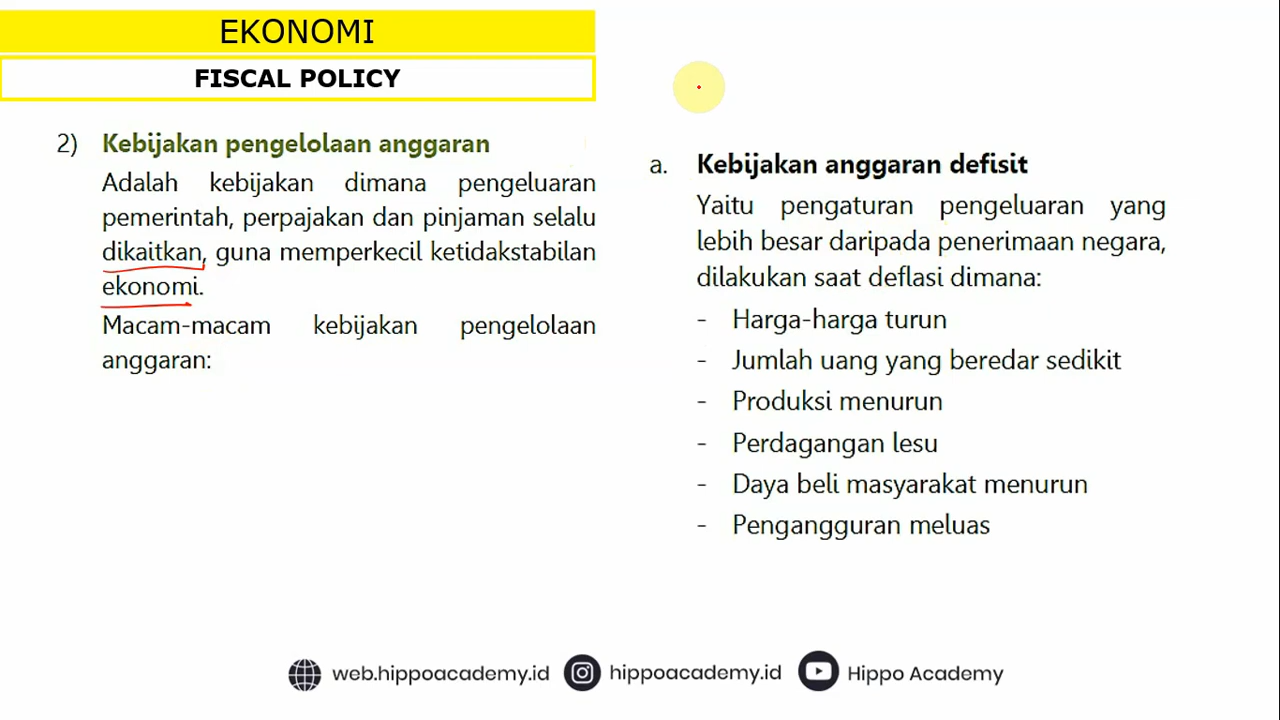 EKONOMI
FISCAL POLICY
2) Kebijakan pengelolaan anggaran
Adalah kebijakan dimana pengeluaran
pemerintah, perpajakan dan pinjaman selalu
dikaitkan, guna memperkecil ketidakstabilan
ekonomi.
Macam-macam kebijakan pengelolaan
anggaran:
a. Kebijakan anggaran defisit
Yaitu pengaturan pengeluaran yang
lebih besar daripada penerimaan negara,
dilakukan saat deflasi dimana:
- Harga-harga turun
- Jumlah uang yang beredar sedikit
- Produksi menurun
- Perdagangan lesu
- Daya beli masyarakat menurun
- Pengangguran meluas
web.hippoacademy.id hippoacademy.id Hippo Academy